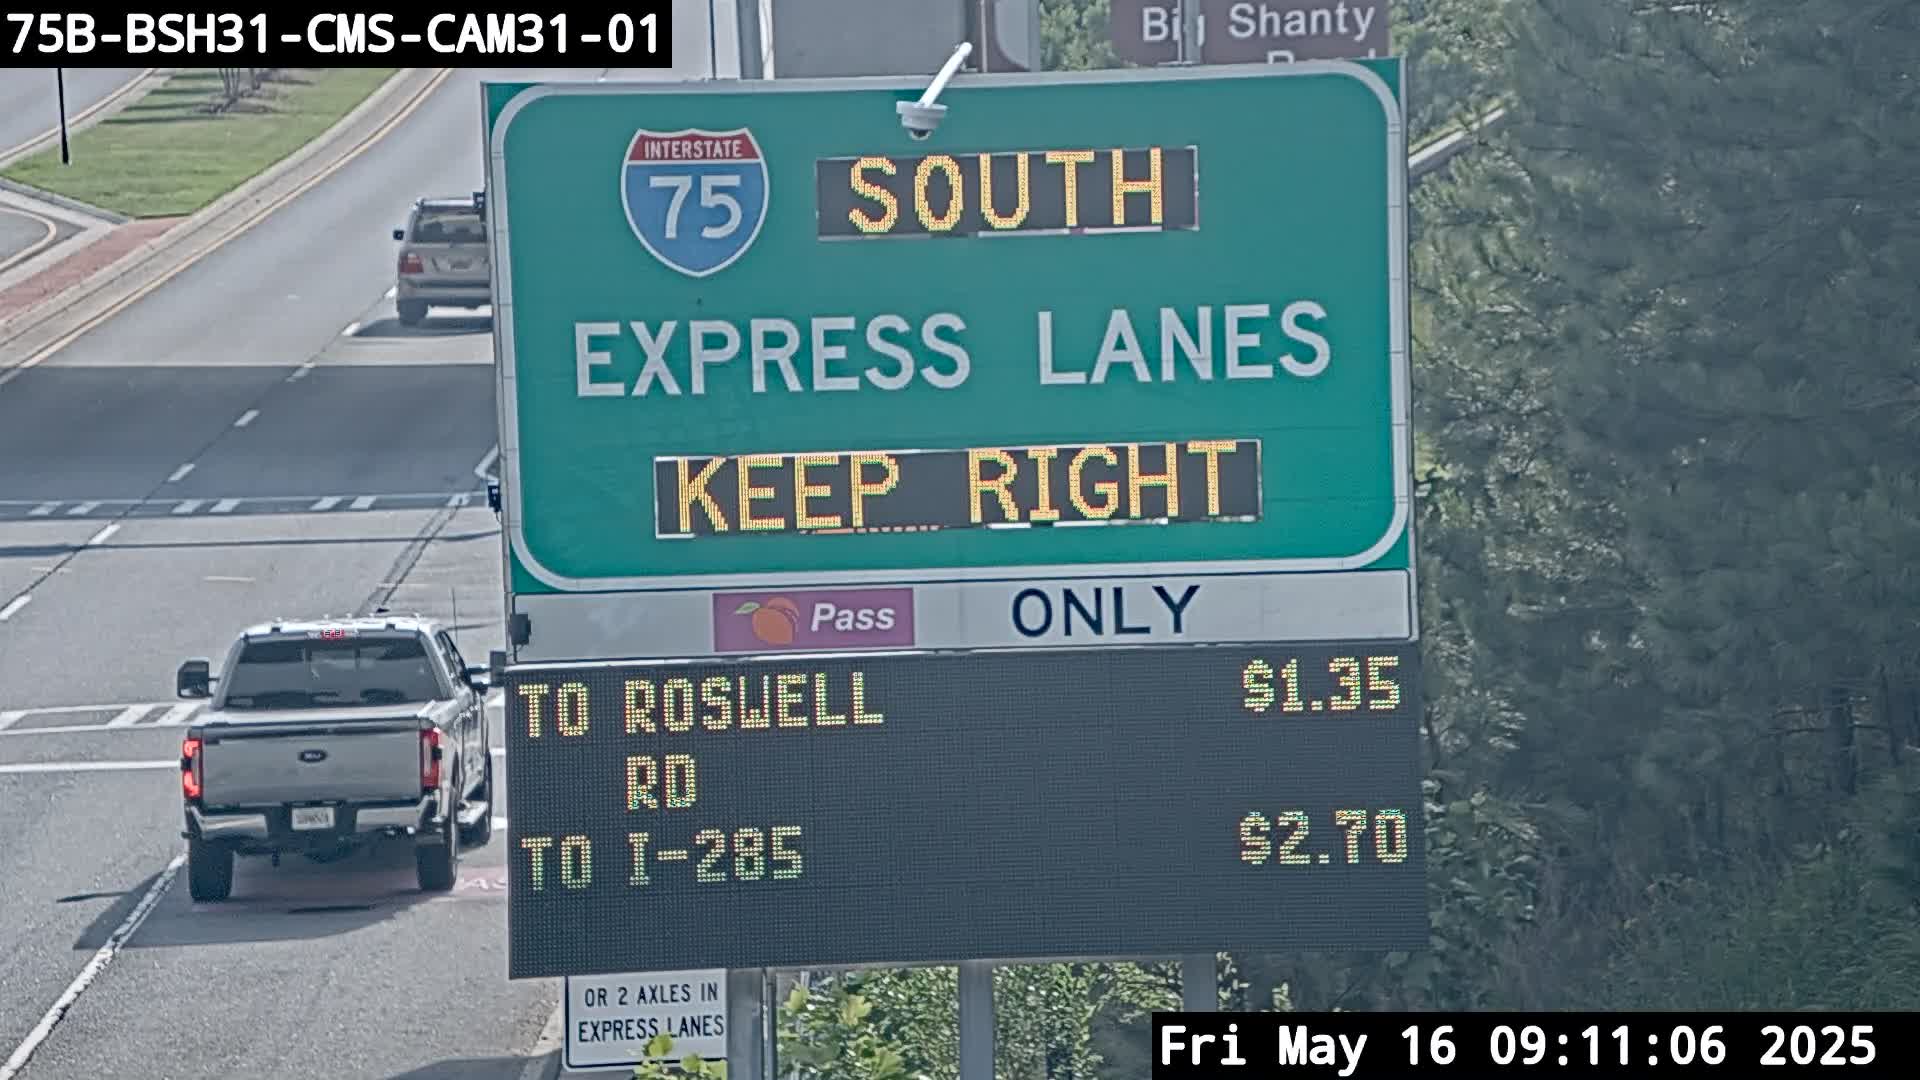 75B-BSH31-CMS-CAM31-01
Big Shanty
INTERSTATE
75
SOUTH
EXPRESS LANES
KEEP RIGHT
Pass ONLY
TO ROSWELL $1.35
RD
TO I-285 $2.70
OR 2 AXLES IN
EXPRESS LANES
Fri May 16 09:11:06 2025